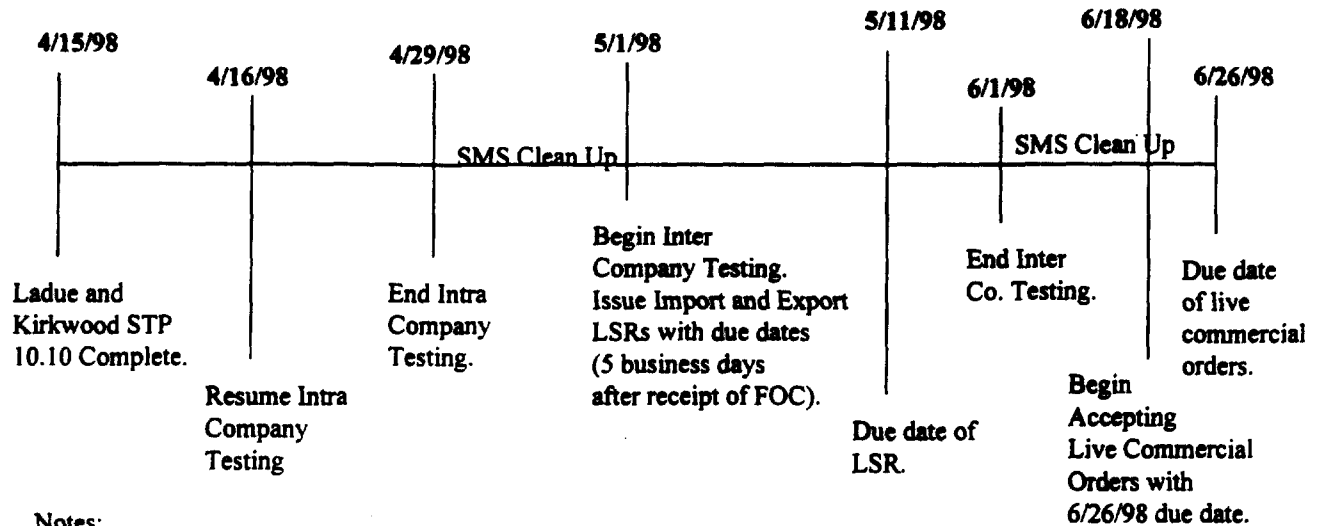 4/15/98
4/16/98
4/29/98
5/1/98
5/11/98
6/1/98
6/18/98
6/26/98
SMS Clean Up
SMS Clean Up
Ladue and
Kirkwood STP
10.10 Complete.
Resume Intra
Company
Testing
End Intra
Company
Testing.
Begin Inter
Company Testing.
Issue Import and Export
LSRs with due dates
(5 business days
after receipt of FOC).
Due date of
LSR.
End Inter
Co. Testing.
Begin
Accepting
Live Commercial
Orders with
6/26/98 due date.
Due date
of live
commercial
orders.
Notes: